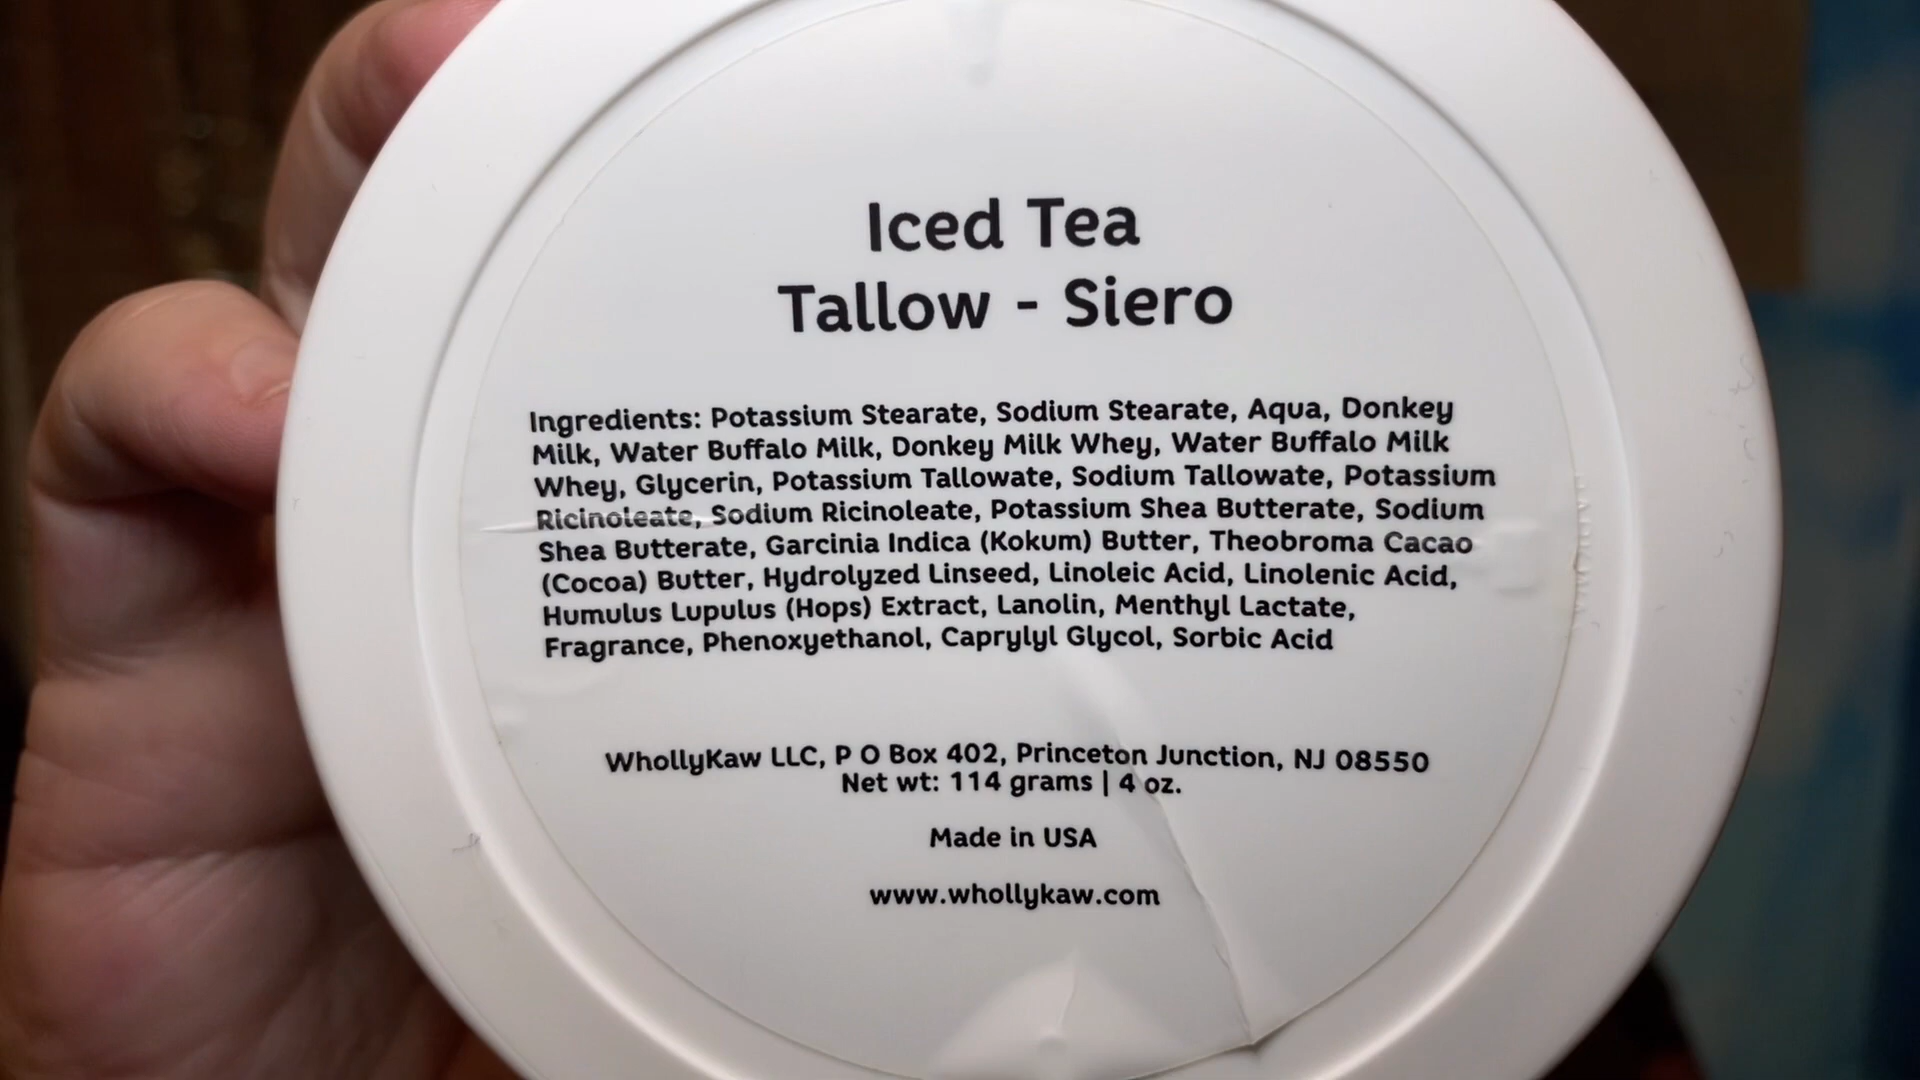 Iced Tea
Tallow - Siero
Ingredients: Potassium Stearate, Sodium Stearate, Aqua, Donkey
Milk, Water Buffalo Milk, Donkey Milk Whey, Water Buffalo Milk
Whey, Glycerin, Potassium Tallowate, Sodium Tallowate, Potassium
Ricinoleate, Sodium Ricinoleate, Potassium Shea Butterate, Sodium
Shea Butterate, Garcinia Indica (Kokum) Butter, Theobroma Cacao
(Cocoa) Butter, Hydrolyzed Linseed, Linoleic Acid, Linolenic Acid,
Humulus Lupulus (Hops) Extract, Lanolin, Menthyl Lactate,
Fragrance, Phenoxyethanol, Caprylyl Glycol, Sorbic Acid
WhollyKaw LLC, P O Box 402, Princeton Junction, NJ 08550
Net wt: 114 grams | 4 oz.
Made in USA
www.whollykaw.com